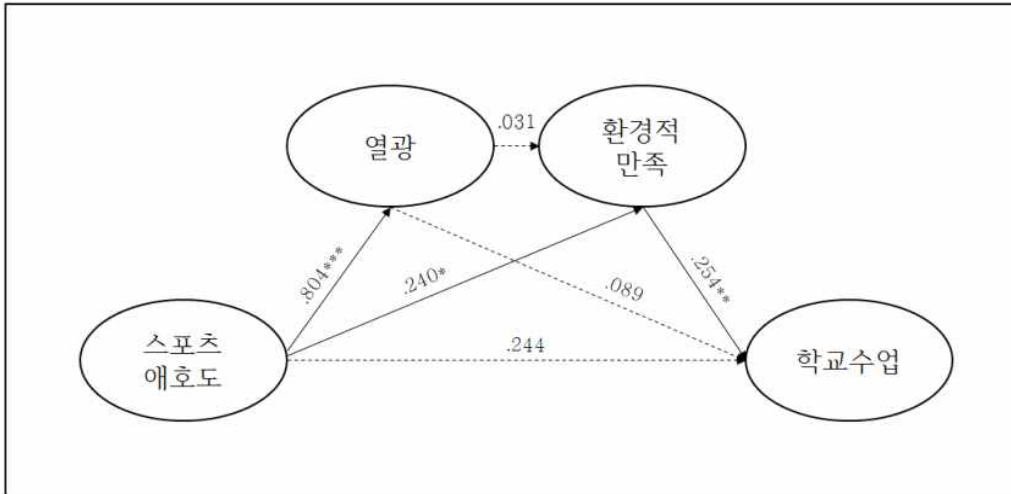 열광
.031
환경적
만족
.804***
.240*
.089
.254**
스포츠
애호도
.244
학교수업